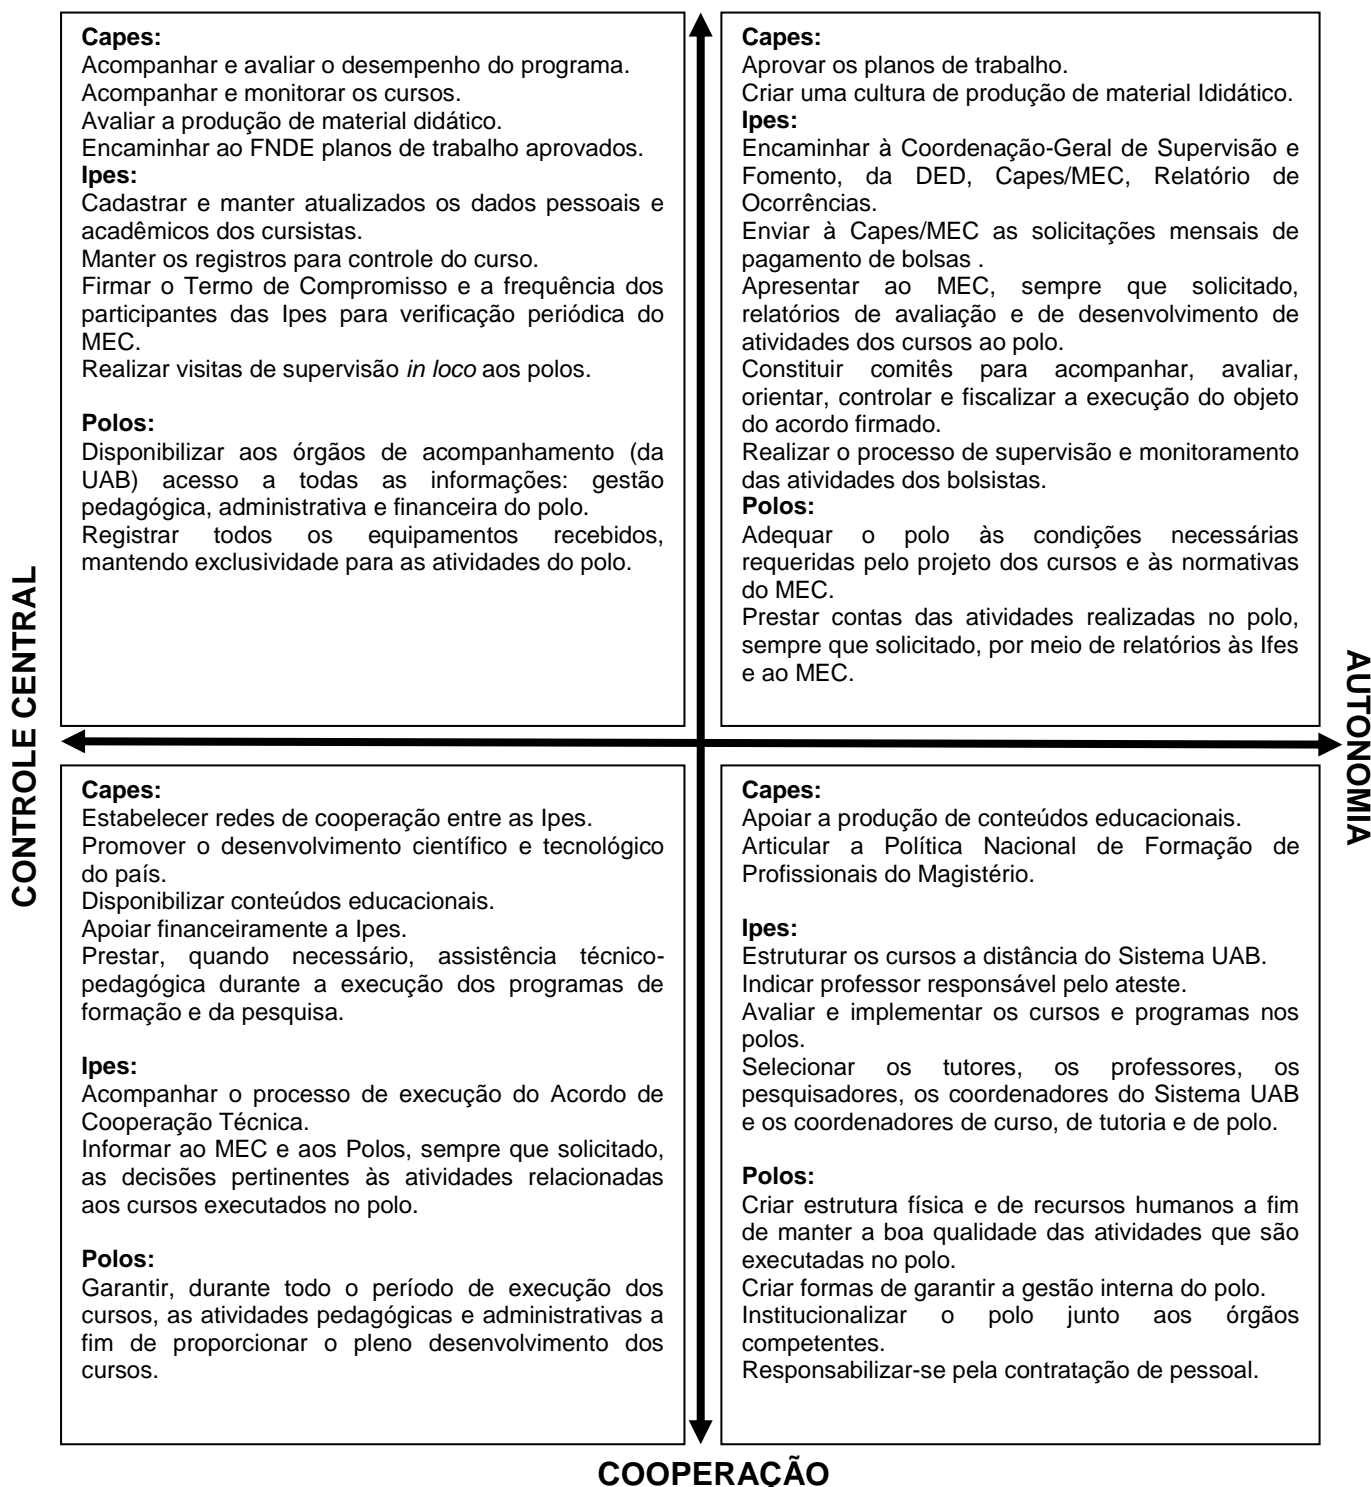 Capes:
Acompanhar e avaliar o desempenho do programa.
Acompanhar e monitorar os cursos.
Avaliar a produção de material didático.
Encaminhar ao FNDE planos de trabalho aprovados.
Ipes:
Cadastrar e manter atualizados os dados pessoais e
acadêmicos dos cursistas.
Manter os registros para controle do curso.
Firmar o Termo de Compromisso e a frequência dos
participantes das Ipes para verificação periódica do
MEC.
Realizar visitas de supervisão in loco aos polos.
Polos:
Disponibilizar aos órgãos de acompanhamento (da
UAB) acesso a todas as informações: gestão
pedagógica, administrativa e financeira do polo.
Registrar todos os equipamentos recebidos,
mantendo exclusividade para as atividades do polo.
Capes:
Aprovar os planos de trabalho.
Criar uma cultura de produção de material Ididático.
Ipes:
Encaminhar à Coordenação-Geral de Supervisão e
Fomento, da DED, Capes/MEC, Relatório de
Ocorrências.
Enviar à Capes/MEC as solicitações mensais de
pagamento de bolsas .
Apresentar ao MEC, sempre que solicitado,
relatórios de avaliação e de desenvolvimento de
atividades dos cursos ao polo.
Constituir comitês para acompanhar, avaliar,
orientar, controlar e fiscalizar a execução do objeto
do acordo firmado.
Realizar o processo de supervisão e monitoramento
das atividades dos bolsistas.
Polos:
Adequar o polo às condições necessárias
requeridas pelo projeto dos cursos e às normativas
do MEC.
Prestar contas das atividades realizadas no polo,
sempre que solicitado, por meio de relatórios às Ifes
e ao MEC.
CONTROLE CENTRAL
AUTONOMIA
Capes:
Estabelecer redes de cooperação entre as Ipes.
Promover o desenvolvimento científico e tecnológico
do país.
Disponibilizar conteúdos educacionais.
Apoiar financeiramente a Ipes.
Prestar, quando necessário, assistência técnico-
pedagógica durante a execução dos programas de
formação e da pesquisa.
Ipes:
Acompanhar o processo de execução do Acordo de
Cooperação Técnica.
Informar ao MEC e aos Polos, sempre que solicitado,
as decisões pertinentes às atividades relacionadas
aos cursos executados no polo.
Polos:
Garantir, durante todo o período de execução dos
cursos, as atividades pedagógicas e administrativas a
fim de proporcionar o pleno desenvolvimento dos
cursos.
Capes:
Apoiar a produção de conteúdos educacionais.
Articular a Política Nacional de Formação de
Profissionais do Magistério.
Ipes:
Estruturar os cursos a distância do Sistema UAB.
Indicar professor responsável pelo ateste.
Avaliar e implementar os cursos e programas nos
polos.
Selecionar os tutores, os professores, os
pesquisadores, os coordenadores do Sistema UAB
e os coordenadores de curso, de tutoria e de polo.
Polos:
Criar estrutura física e de recursos humanos a fim
de manter a boa qualidade das atividades que são
executadas no polo.
Criar formas de garantir a gestão interna do polo.
Institucionalizar o polo junto aos órgãos
competentes.
Responsabilizar-se pela contratação de pessoal.
COOPERAÇÃO